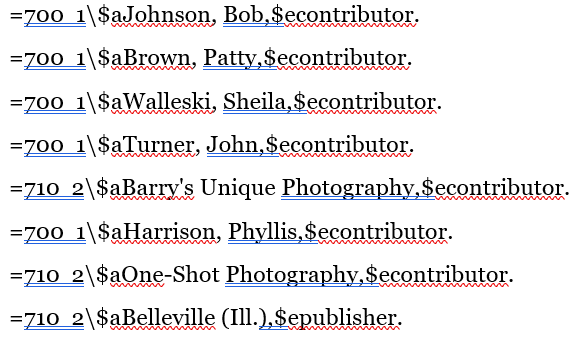 =700  1\$aJohnson, Bob,$econtributor.
=700  1\$aBrown, Patty,$econtributor.
=700  1\$aWalleski, Sheila,$econtributor.
=700  1\$aTurner, John,$econtributor.
=710  2\$aBarry's Unique Photography,$econtributor.
=700  1\$aHarrison, Phyllis,$econtributor.
=710  2\$aOne-Shot Photography,$econtributor.
=710  2\$aBelleville (Ill.),$epublisher.